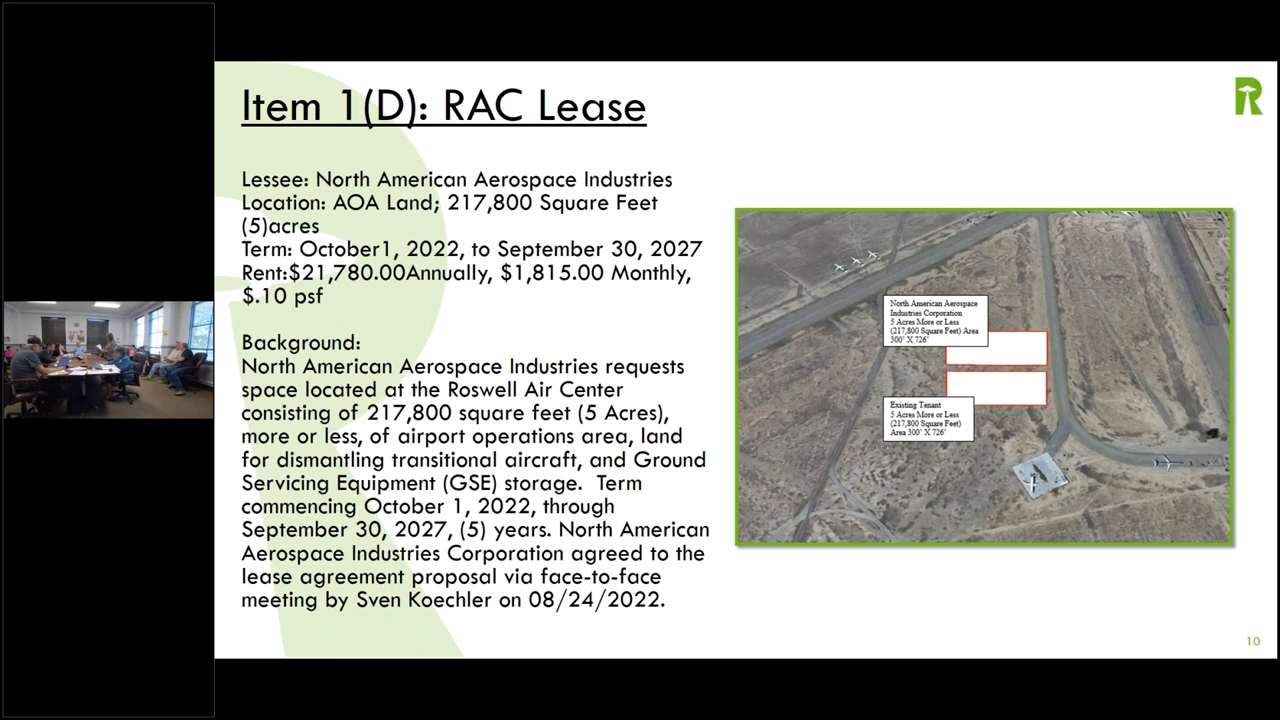 Item 1(D): RAC Lease
R
Lessee: North American Aerospace Industries
Location: AOA Land; 217,800 Square Feet
(5)acres
Term: October1, 2022, to September 30, 2027
Rent:$21,780.00Annually, $1,815.00 Monthly,
$.10 psf
Background:
North American Aerospace Industries requests
space located at the Roswell Air Center
consisting of 217,800 square feet (5 Acres),
more or less, of airport operations area, land
for dismantling transitional aircraft, and Ground
Servicing Equipment (GSE) storage. Term
commencing October 1, 2022, through
September 30, 2027, (5) years. North American
Aerospace Industries Corporation agreed to the
lease agreement proposal via face-to-face
meeting by Sven Koechler on 08/24/2022.
North American Aerospace
Industries Corporation
5 Acres More or Less
(217,800 Square Feet) Area
300' X 726'
Existing Tenant
5 Acres More or Less
(217,800 Square Feet)
Area 300' X 726'
10